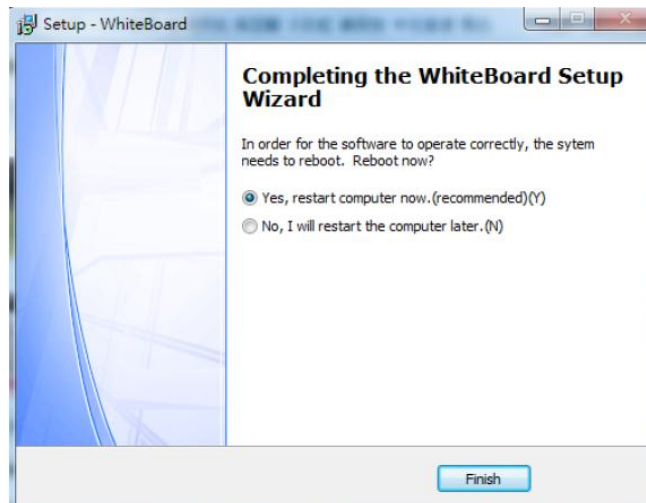 Setup - WhiteBoard
Completing the WhiteBoard Setup
Wizard
In order for the software to operate correctly, the sytem
needs to reboot. Reboot now?
Yes, restart computer now.(recommended)(Y)
No, I will restart the computer later.(N)
Finish